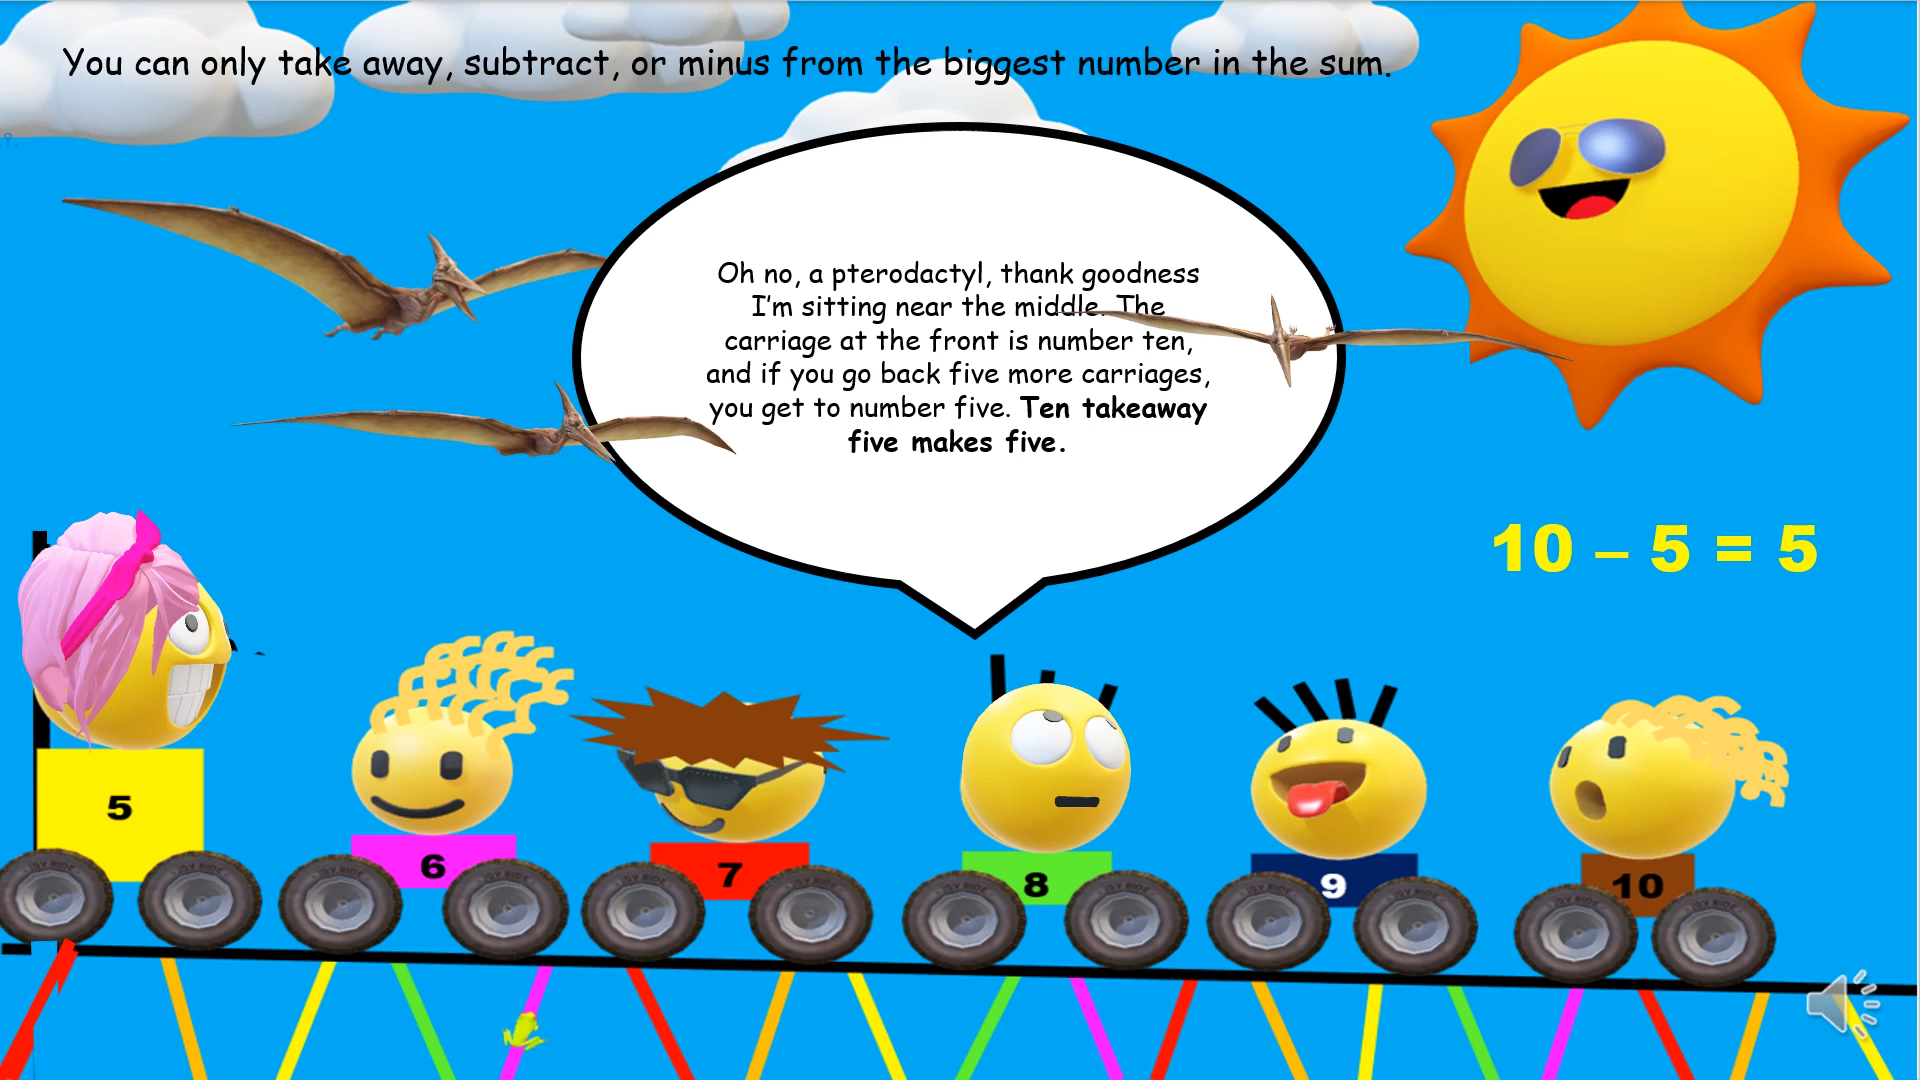 You can only take away, subtract, or minus from the biggest number in the sum.
Oh no, a pterodactyl, thank goodness
I'm sitting near the middle. The
carriage at the front is number ten,
and if you go back five more carriages,
you get to number five. Ten takeaway
five makes five.
10 – 5 = 5
5
6
7
8
9
10